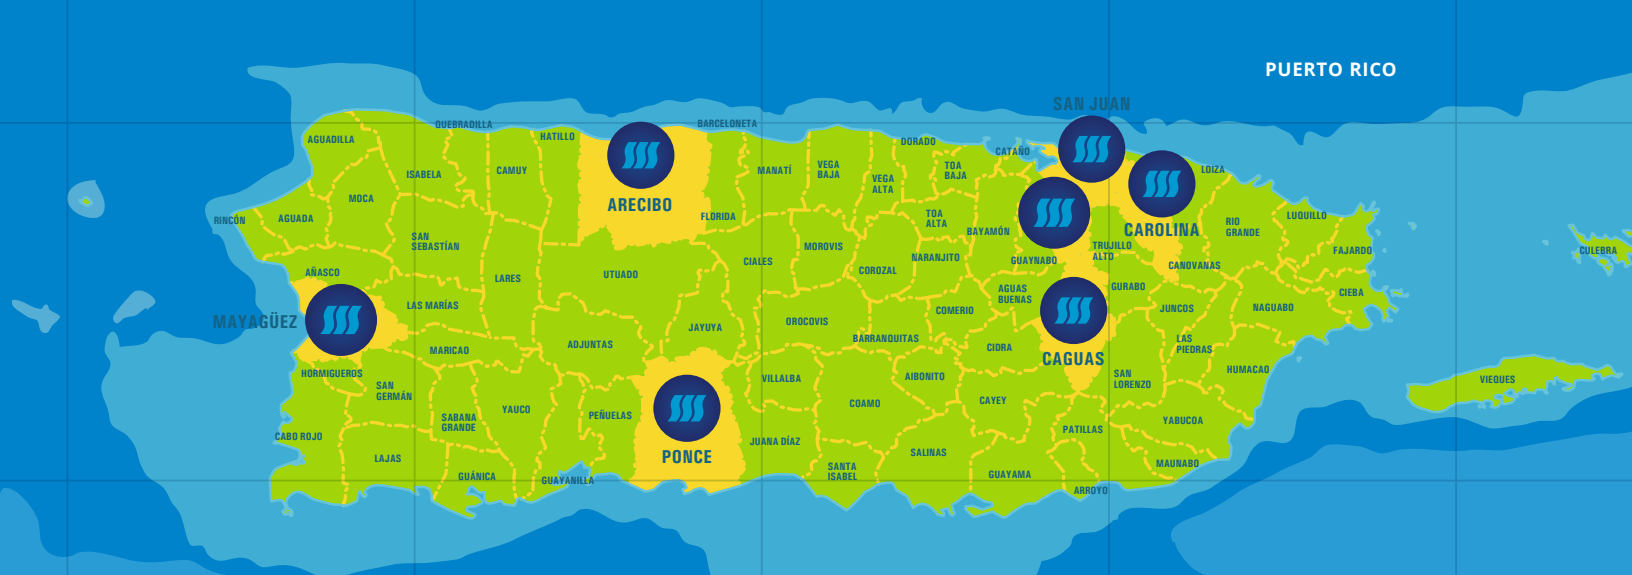 PUERTO RICO
SAN JUAN
QUEBRADILLA
BARCELONETA
AGUADILLA
HATILLO
DORADO
CATAÑO
ISABELA
CAMUY
MANATÍ
VEGA
BAJA
VEGA
ALTA
TOA
BAJA
LOIZA
MOCA
ARECIBO
RINCÓN
AGUADA
FLORIDA
TOA
ALTA
BAYAMÓN
CAROLINA
RIO
GRANDE
LUQUILLO
SAN
SEBASTÍAN
MOROVIS
TRUJILLO
ALTO
FAJARDO
CULEBRA
AÑASCO
LARES
UTUADO
CIALES
COROZAL
NARANJITO
GUAYNABO
CANOVANAS
LAS MARÍAS
AGUAS
BUENAS
GURABO
CIEBA
MAYAGÜEZ
JAYUYA
OROCOVIS
COMERIO
JUNCOS
NAGUABO
MARICAO
ADJUNTAS
BARRANQUITAS
CIDRA
CAGUAS
LAS
PIEDRAS
HORMIGUEROS
SAN
GERMÁN
VILLALBA
AIBONITO
SAN
LORENZO
HUMACAO
VIEQUES
SABANA
GRANDE
YAUCO
PEÑUELAS
COAMO
CAYEY
YABUCOA
CABO ROJO
PONCE
JUANA DÍAZ
PATILLAS
LAJAS
SALINAS
MAUNABO
GUÁNICA
GUAYANILLA
SANTA
ISABEL
GUAYAMA
ARROYO